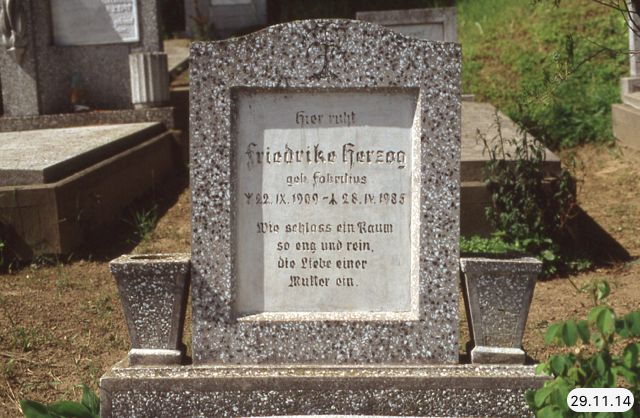 Hier ruht
Friedrike Herzog
geb. Fabritius
22.IX.1909 - 28.IV.1985
Wie schlass ein Raum
so eng und rein,
die Liebe einer
Mutter ein.
29.11.14